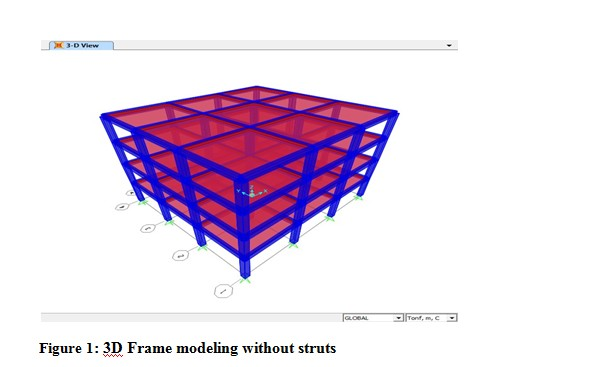 3-D View
GLOBAL
Tonf, m, C
Figure 1: 3D Frame modeling without struts